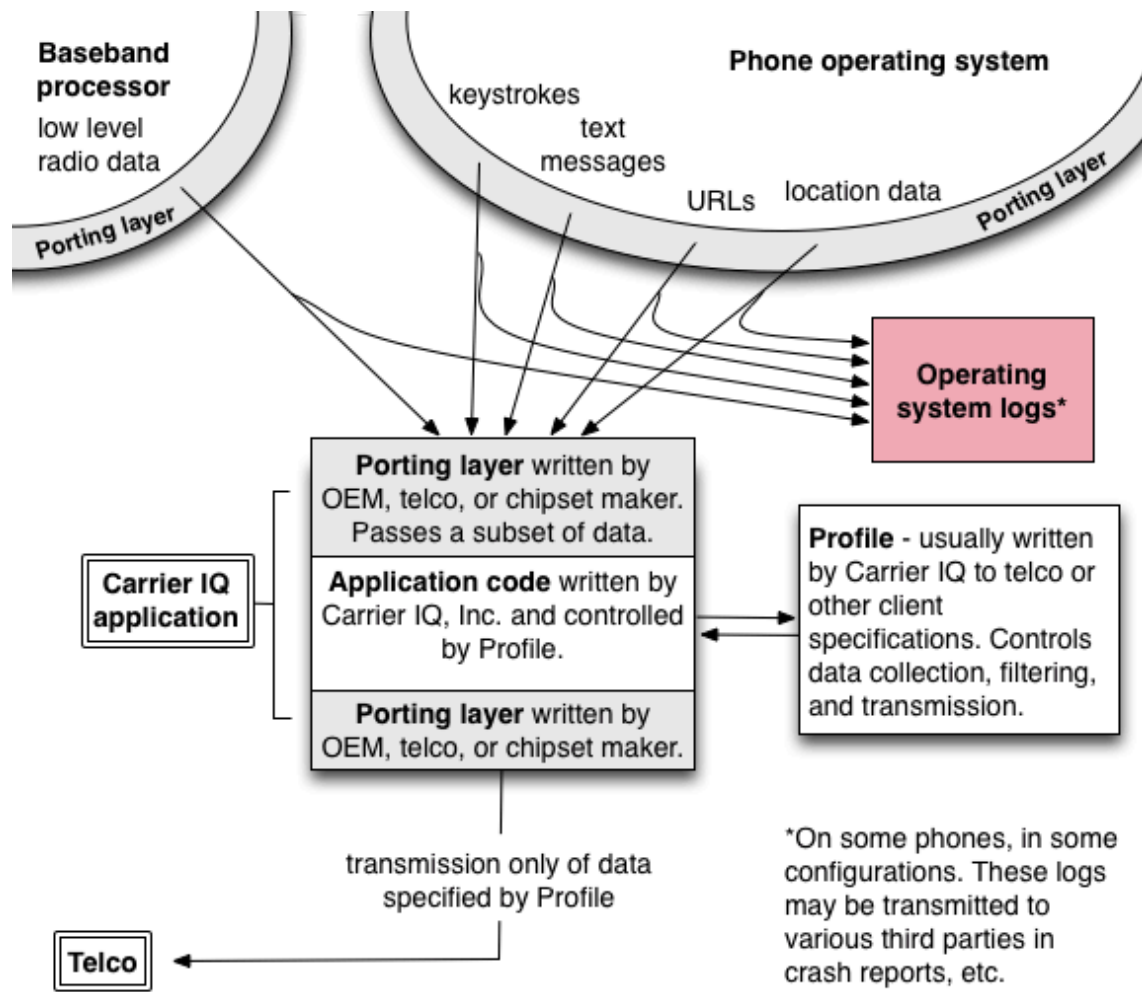 Baseband
processor
low level
radio data
Porting layer
Phone operating system
keystrokes
text
messages
URLs
location data
Porting layer
Operating
system logs*
Porting layer written by
OEM, telco, or chipset maker.
Passes a subset of data.
Carrier IQ
application
Application code written by
Carrier IQ, Inc. and controlled
by Profile.
Profile - usually written
by Carrier IQ to telco or
other client
specifications. Controls
data collection, filtering,
and transmission.
Porting layer written by
OEM, telco, or chipset maker.
transmission only of data
specified by Profile
Telco
*On some phones, in some
configurations. These logs
may be transmitted to
various third parties in
crash reports, etc.